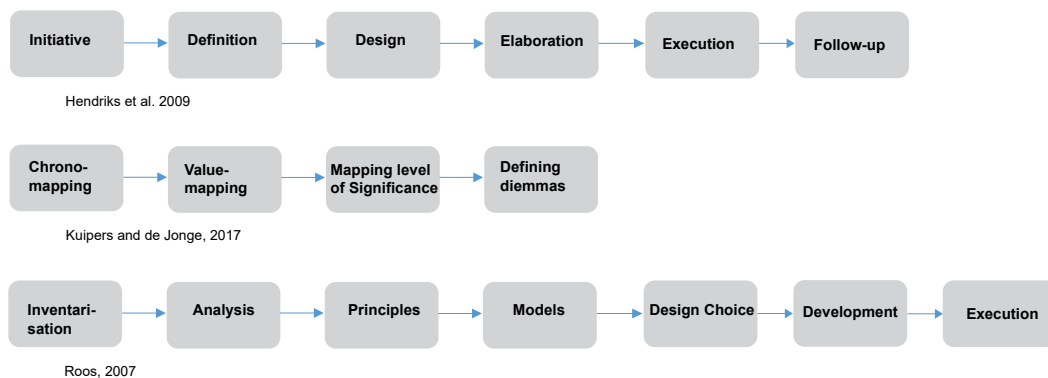 Initiative
Definition
Design
Elaboration
Execution
Follow-up
Hendriks et al. 2009
Chrono-
mapping
Value-
mapping
Mapping level
of Significance
Defining
diemmas
Kuipers and de Jonge, 2017
Inventari-
sation
Analysis
Principles
Models
Design Choice
Development
Execution
Roos, 2007